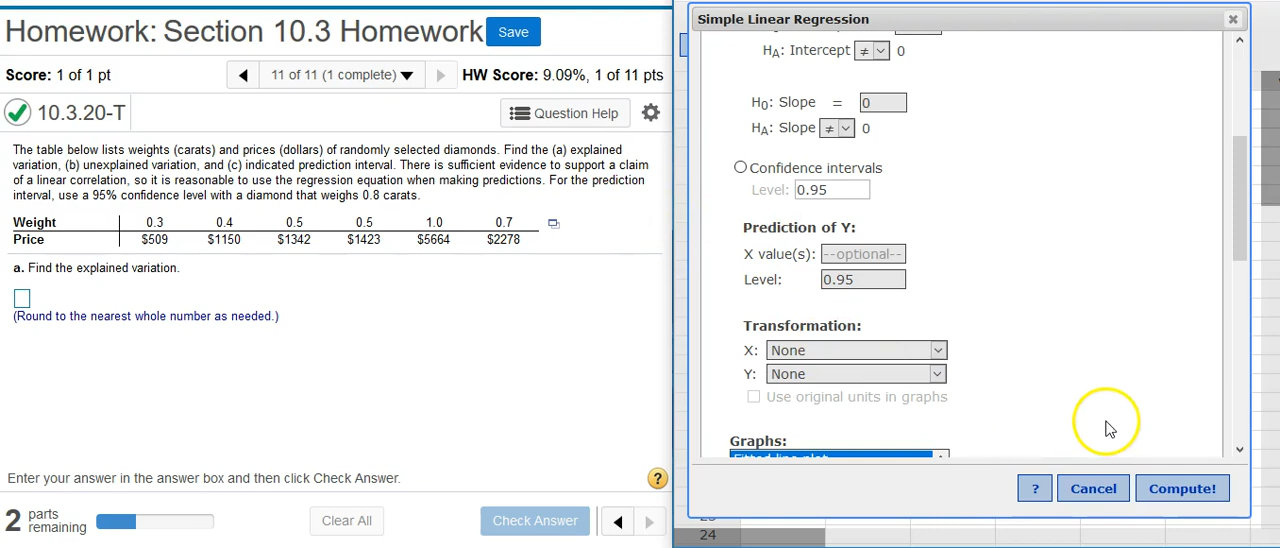 Homework: Section 10.3 Homework Save
Score: 1 of 1 pt
11 of 11 (1 complete)
HW Score: 9.09%, 1 of 11 pts
10.3.20-T
Question Help
The table below lists weights (carats) and prices (dollars) of randomly selected diamonds. Find the (a) explained
variation, (b) unexplained variation, and (c) indicated prediction interval. There is sufficient evidence to support a claim
of a linear correlation, so it is reasonable to use the regression equation when making predictions. For the prediction
interval, use a 95% confidence level with a diamond that weighs 0.8 carats.
Weight 0.3 0.4 0.5 0.5 1.0 0.7
Price $509 $1150 $1342 $1423 $5664 $2278
a. Find the explained variation.
(Round to the nearest whole number as needed.)
Enter your answer in the answer box and then click Check Answer.
?
2 parts
remaining
Clear All
Check Answer
Simple Linear Regression
HA: Intercept ≠ 0
H0: Slope = 0
HA: Slope ≠ 0
Confidence intervals
Level: 0.95
Prediction of Y:
X value(s): --optional--
Level: 0.95
Transformation:
X: None
Y: None
Use original units in graphs
Graphs:
Fitted line plot
? Cancel Compute!
24